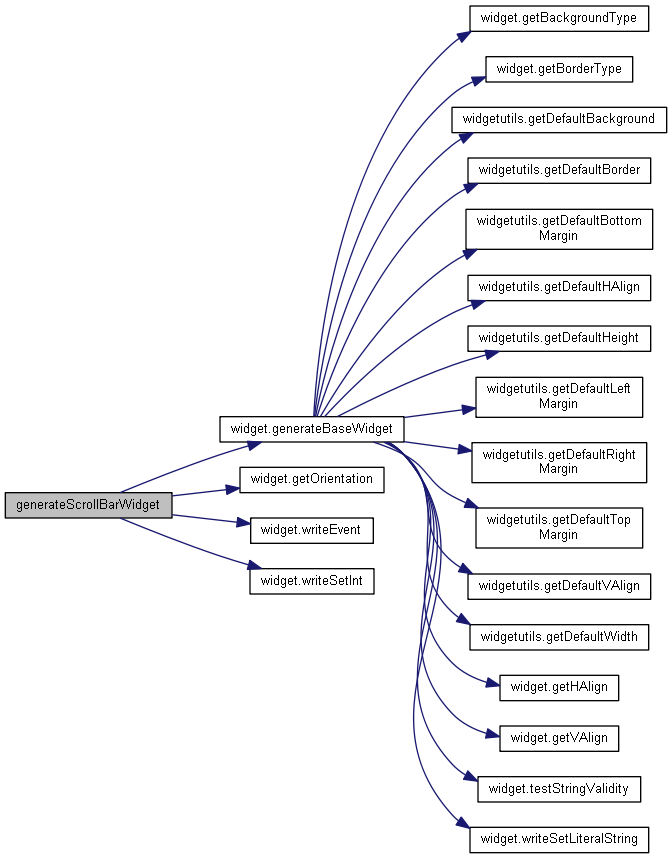 generateScrollBarWidget
widget.generateBaseWidget
widget.getOrientation
widget.writeEvent
widget.writeSetInt
widget.getBackgroundType
widget.getBorderType
widgetutils.getDefaultBackground
widgetutils.getDefaultBorder
widgetutils.getDefaultBottom
Margin
widgetutils.getDefaultHAlign
widgetutils.getDefaultHeight
widgetutils.getDefaultLeft
Margin
widgetutils.getDefaultRight
Margin
widgetutils.getDefaultTop
Margin
widgetutils.getDefaultVAlign
widgetutils.getDefaultWidth
widget.getHAlign
widget.getVAlign
widget.testStringValidity
widget.writeSetLiteralString